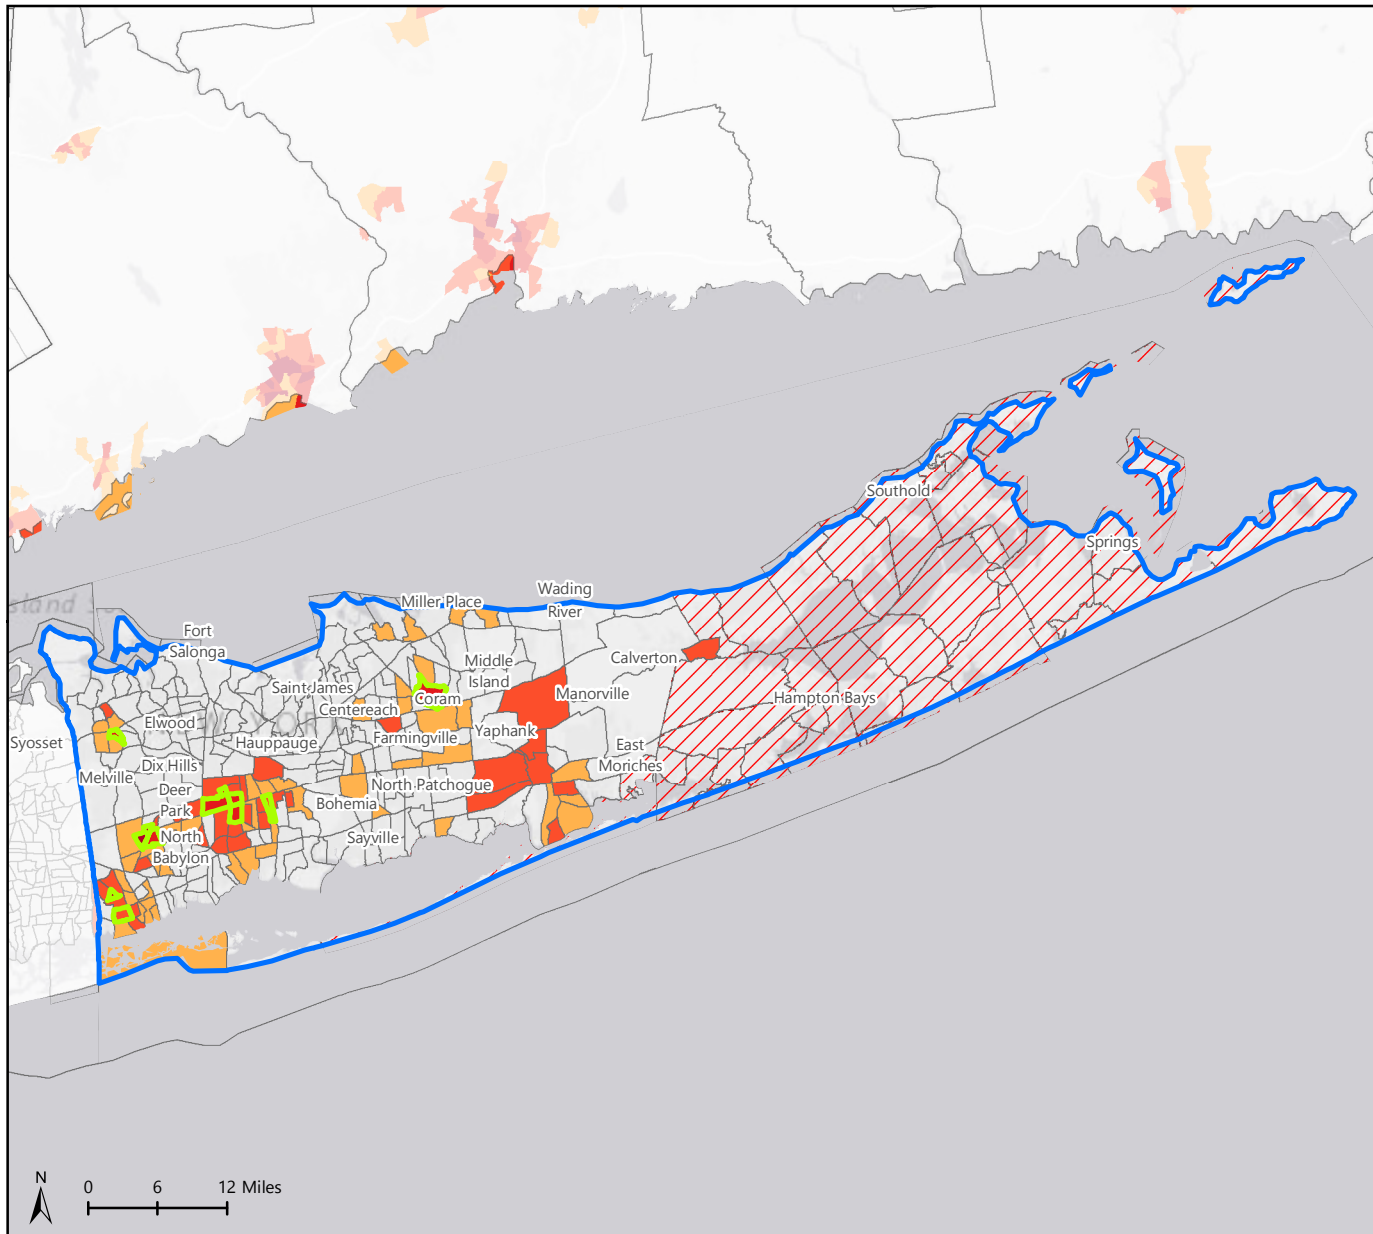 Southold
Springs
Wading
River
Miller Place
Fort
Salonga
Middle
Island
Calverton
Saint James
Manorville
Coram
Hampton Bays
Centereach
Elwood
Yaphank
Farmingville
Syosset
Hauppauge
East
Moriches
Dix Hills
Melville
North Patchogue
Deer
Park
Bohemia
North
Babylon
Sayville
N
0 6 12 Miles